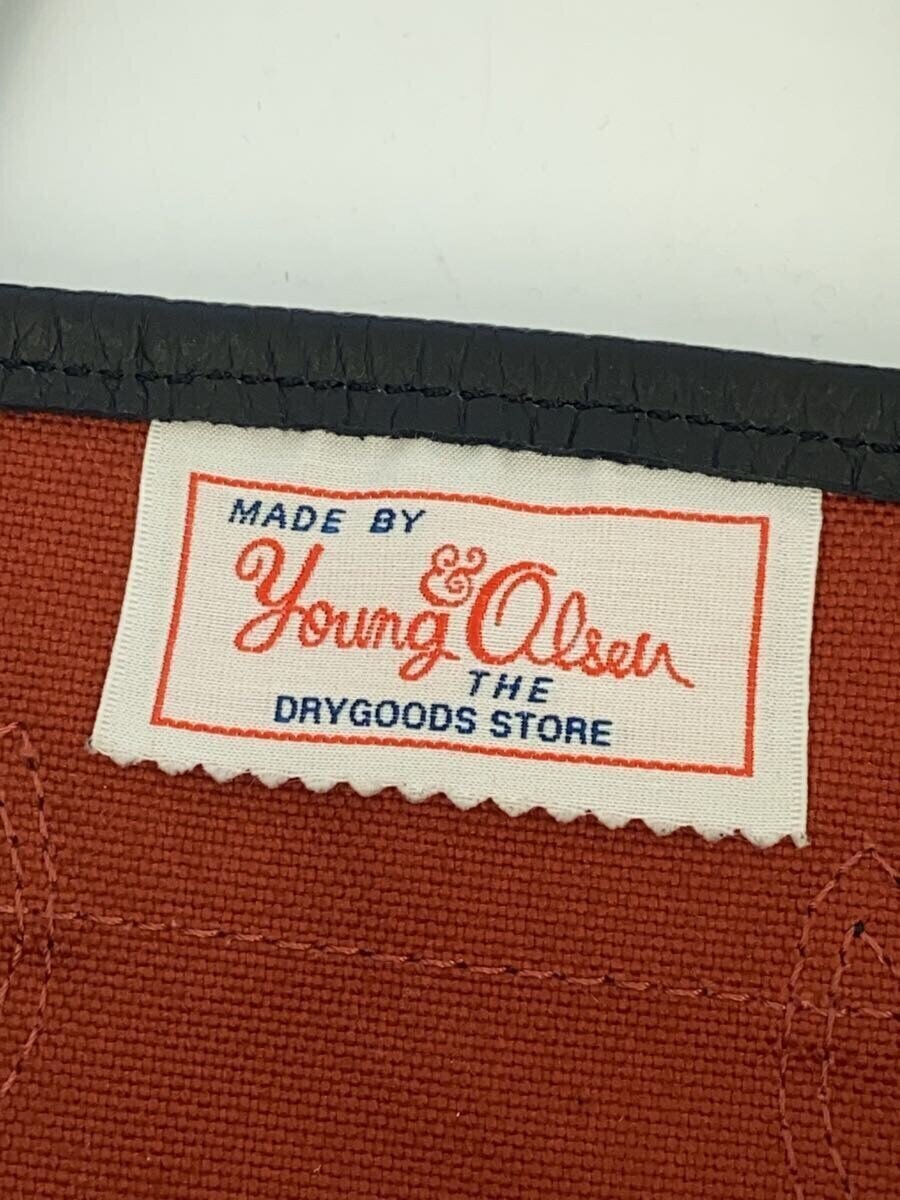 MADE BY
Young & Olsen
THE
DRYGOODS STORE